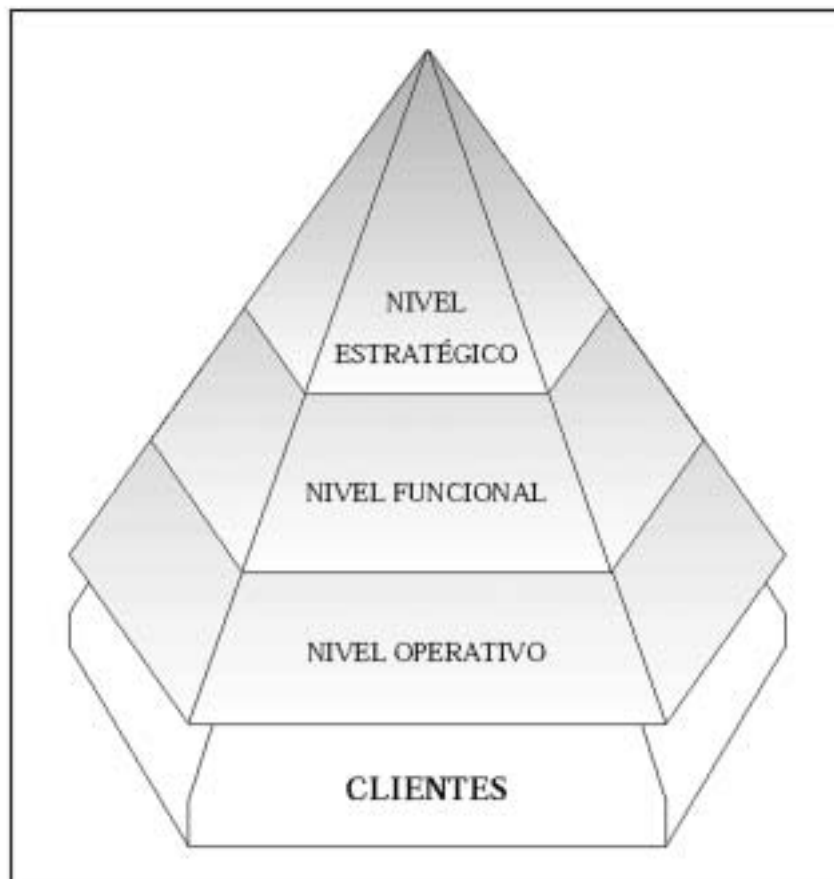 NIVEL
ESTRATÉGICO
NIVEL FUNCIONAL
NIVEL OPERATIVO
CLIENTES